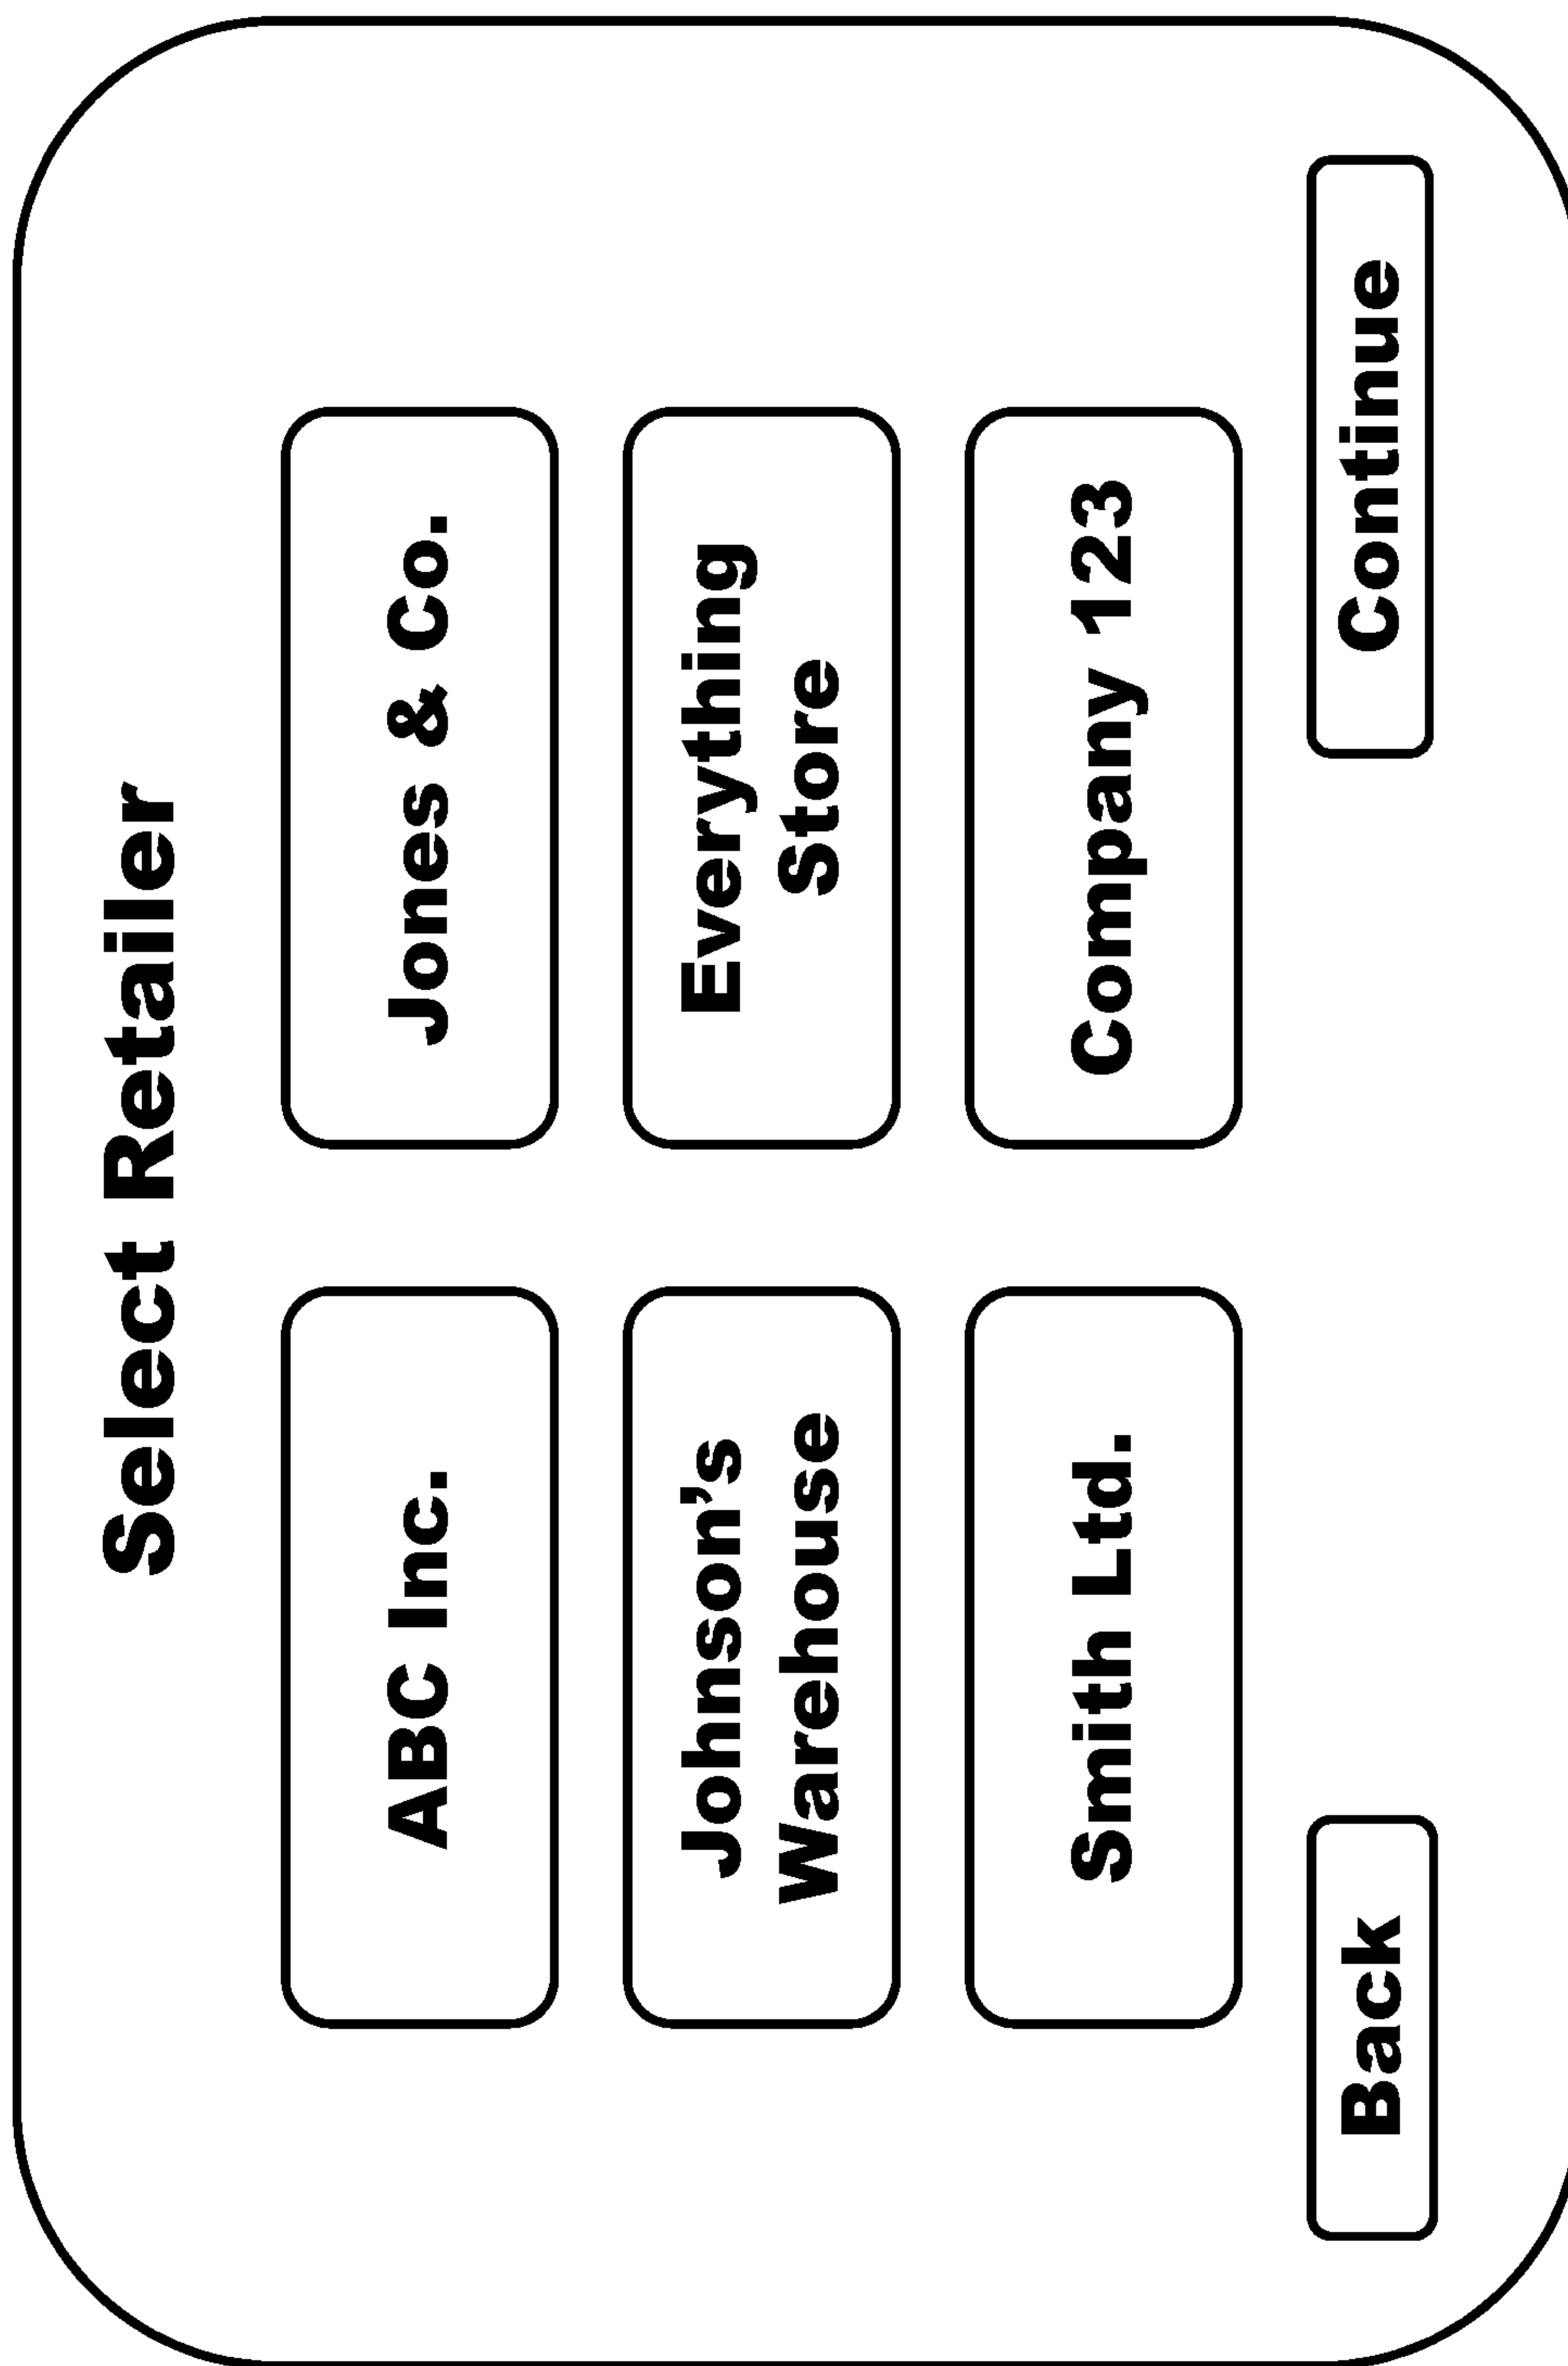 Select Retailer
ABC Inc.
Jones & Co.
Johnson’s
Warehouse
Everything
Store
Smith Ltd.
Company 123
Back
Continue